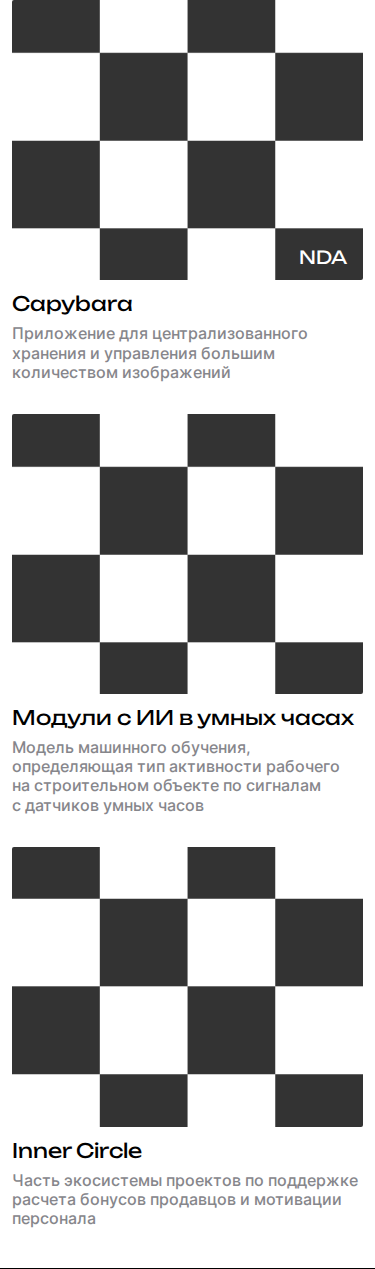 NDA
Capybara
Приложение для централизованного
хранения и управления большим
количеством изображений
Модули с ИИ в умных часах
Модель машинного обучения,
определяющая тип активности рабочего
на строительном объекте по сигналам
с датчиков умных часов
Inner Circle
Часть экосистемы проектов по поддержке
расчета бонусов продавцов и мотивации
персонала